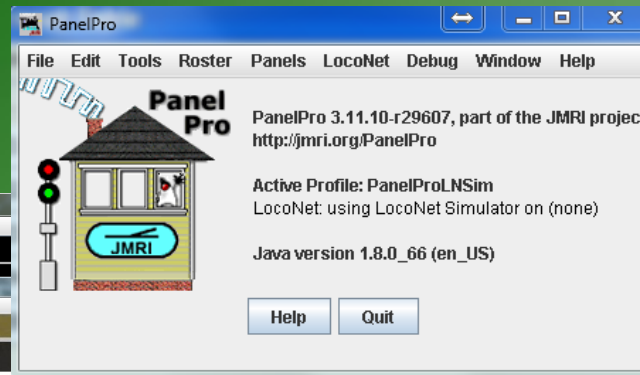 PanelPro
File Edit Tools Roster Panels LocoNet Debug Window Help
Panel
Pro
JMRI
PanelPro 3.11.10-r29607, part of the JMRI projec
http://jmri.org/PanelPro
Active Profile: PanelProLNSim
LocoNet: using LocoNet Simulator on (none)
Java version 1.8.0_66 (en_US)
Help Quit